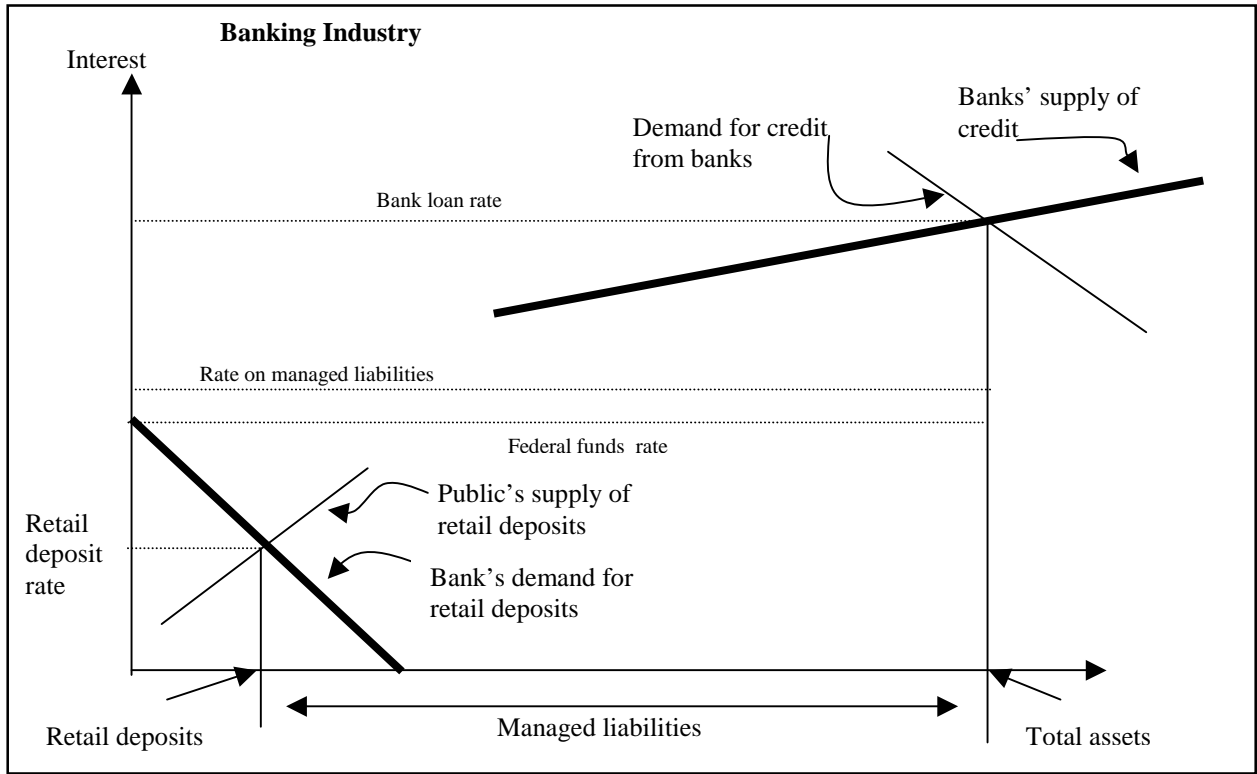 Banking Industry
Interest
Banks' supply of
credit
Demand for credit
from banks
Bank loan rate
Rate on managed liabilities
Federal funds rate
Public's supply of
retail deposits
Retail
deposit
rate
Bank's demand for
retail deposits
Managed liabilities
Retail deposits
Total assets